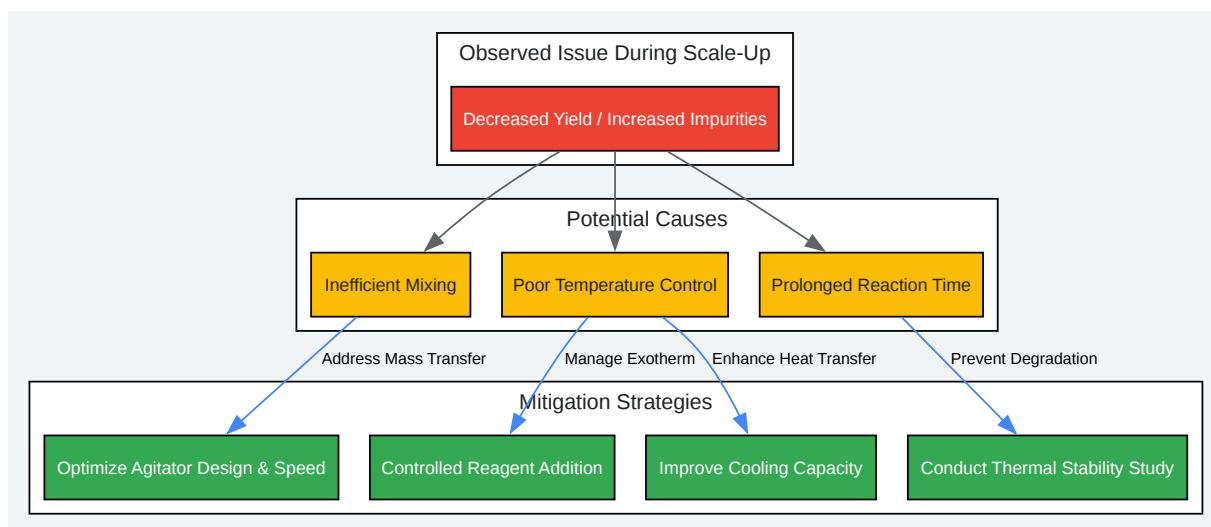 Observed Issue During Scale-Up
Decreased Yield / Increased Impurities
Potential Causes
Inefficient Mixing
Poor Temperature Control
Prolonged Reaction Time
Address Mass Transfer
Manage Exotherm
Enhance Heat Transfer
Prevent Degradation
Mitigation Strategies
Optimize Agitator Design & Speed
Controlled Reagent Addition
Improve Cooling Capacity
Conduct Thermal Stability Study